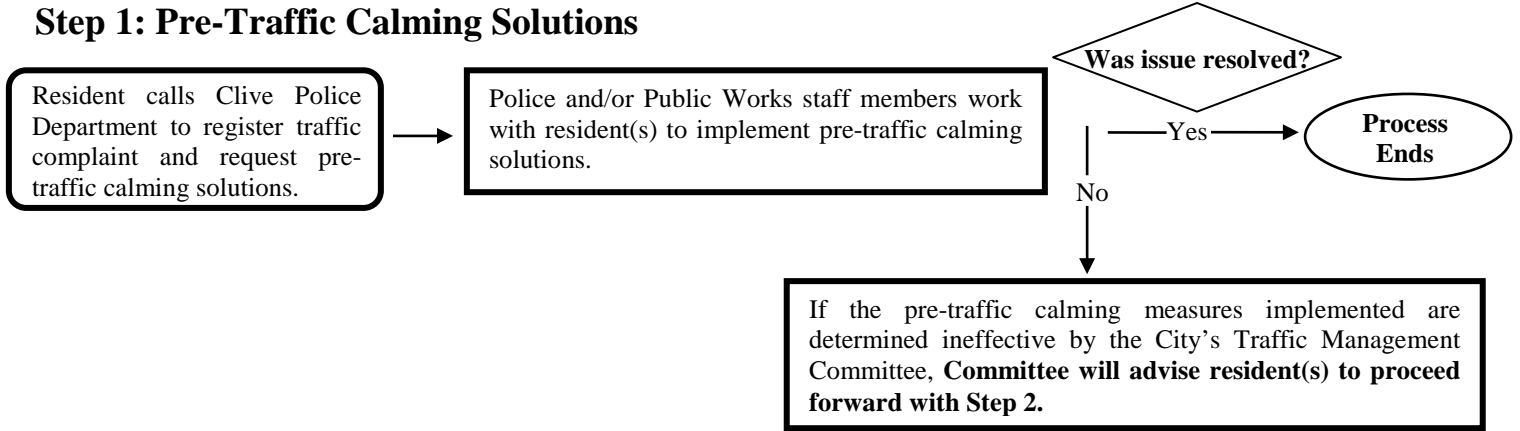 Step 1: Pre-Traffic Calming Solutions
Resident calls Clive Police
Department to register traffic
complaint and request pre-
traffic calming solutions.
Police and/or Public Works staff members work
with resident(s) to implement pre-traffic calming
solutions.
Was issue resolved?
Yes
Process
Ends
No
If the pre-traffic calming measures implemented are
determined ineffective by the City’s Traffic Management
Committee, Committee will advise resident(s) to proceed
forward with Step 2.